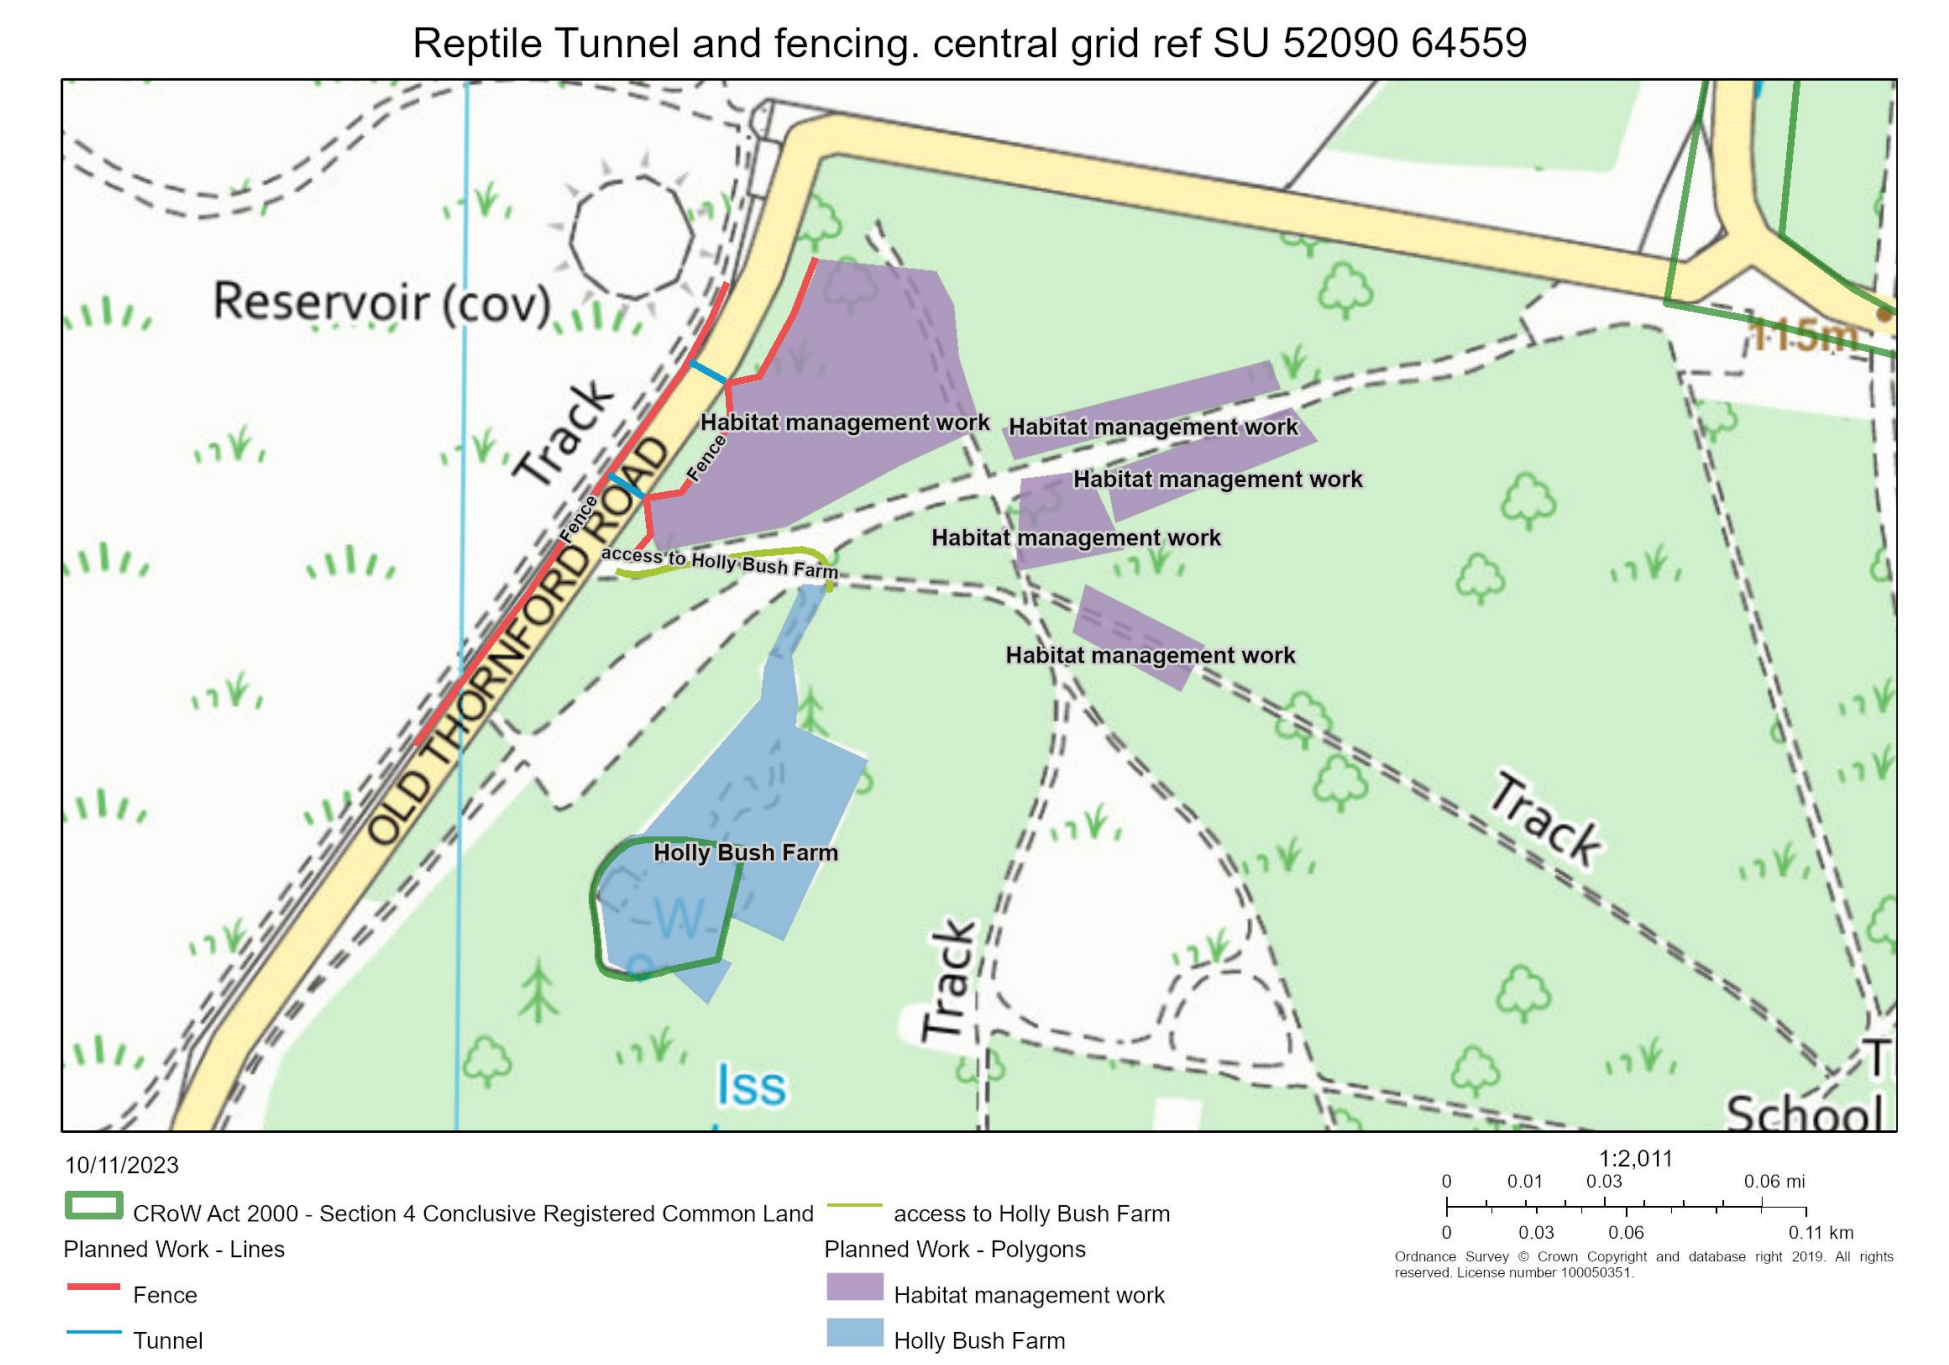 Reptile Tunnel and fencing. central grid ref SU 52090 64559
Reservoir (cov)
115m
Track
Habitat management work
Habitat management work
Fence
Habitat management work
Fence
OLD THORNFORD ROAD
Habitat management work
access to Holly Bush Farm
Habitat management work
Track
Holly Bush Farm
W
e
Track
Iss
T
School
10/11/2023
CRoW Act 2000 - Section 4 Conclusive Registered Common Land
Planned Work - Lines
Fence
Tunnel
access to Holly Bush Farm
Planned Work - Polygons
Habitat management work
Holly Bush Farm
1:2,011
0 0.01 0.03 0.06 mi
0 0.03 0.06 0.11 km
Ordnance Survey © Crown Copyright and database right 2019. All rights
reserved. License number 100050351.